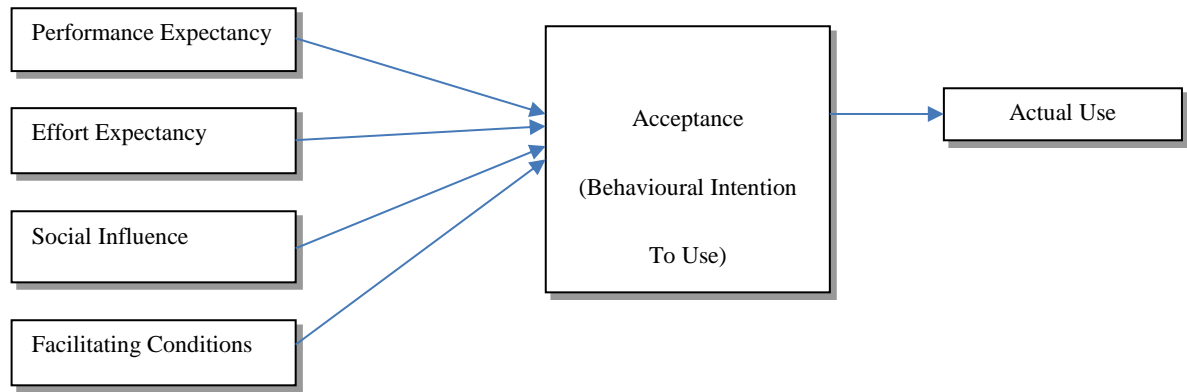 Performance Expectancy
Effort Expectancy
Social Influence
Facilitating Conditions
Acceptance
(Behavioural Intention
To Use)
Actual Use